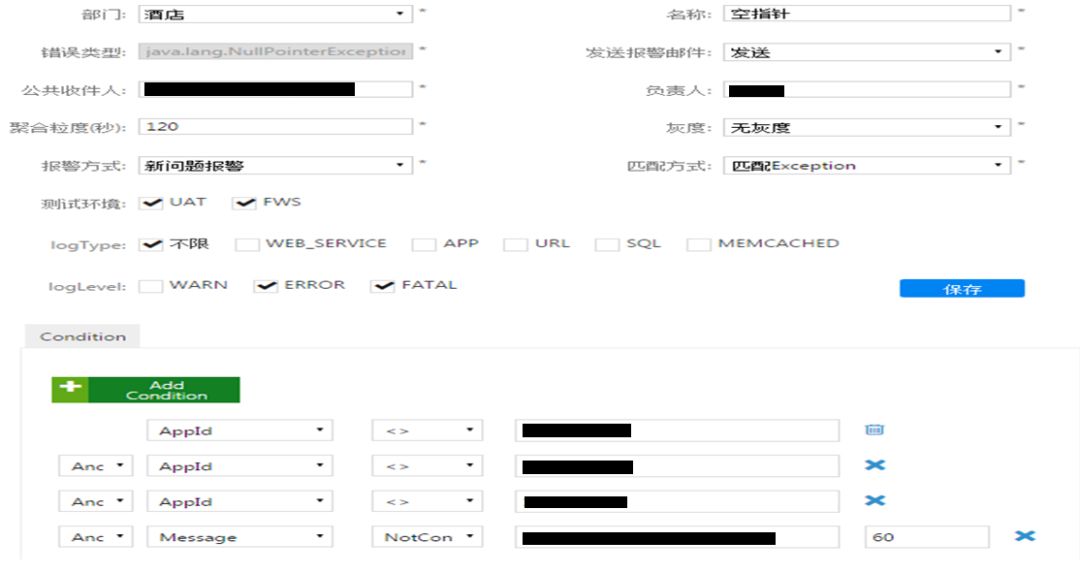 部门: 酒店 * 名称: 空指针 *
错误类型: java.lang.NullPointerException * 发送报警邮件: 发送 *
公共收件人: * 负责人: *
聚合粒度(秒): 120 * 灰度: 无灰度 *
报警方式: 新问题报警 * 匹配方式: 匹配Exception *
测试环境: UAT FWS
logType: 不限 WEB_SERVICE APP URL SQL MEMCACHED
logLevel: WARN ERROR FATAL 保存
Condition
Add
Condition
AppId <>
Anc AppId <>
Anc AppId <>
Anc Message NotCon 60